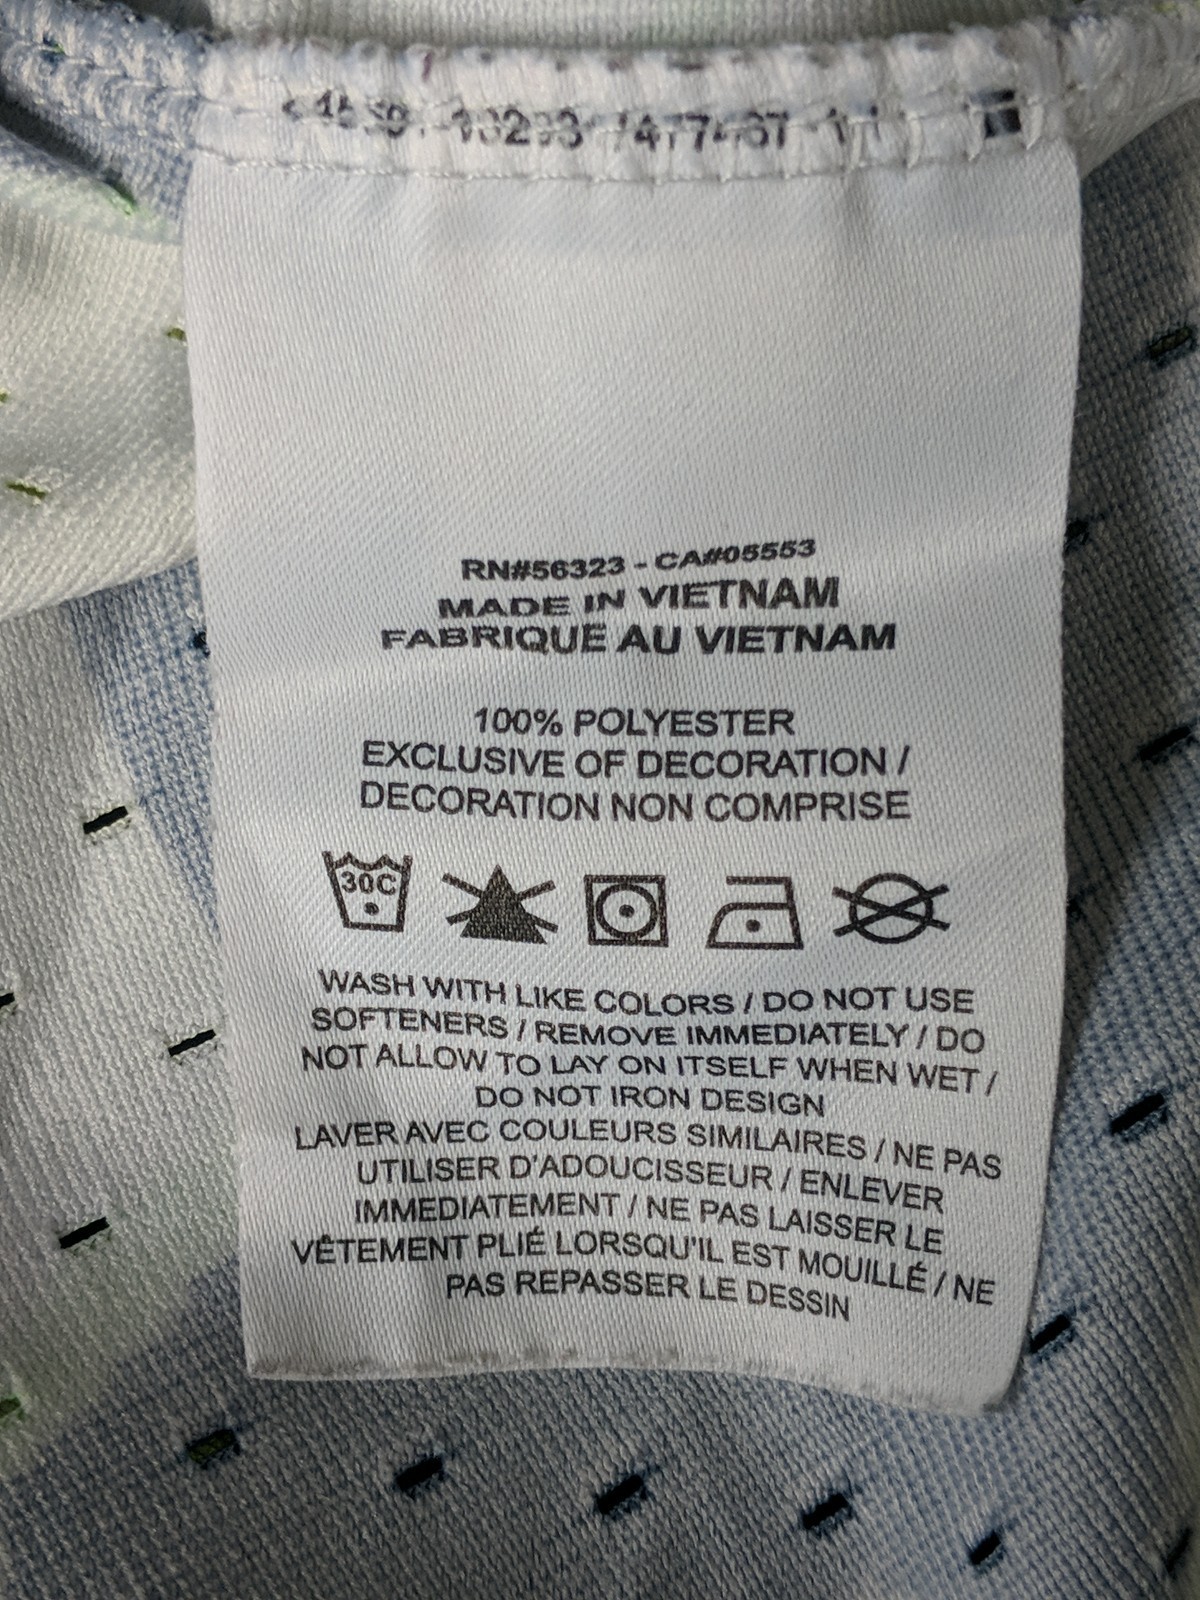 RN#56323 - CA#05553
MADE IN VIETNAM
FABRIQUÉ AU VIETNAM
100% POLYESTER
EXCLUSIVE OF DECORATION /
DECORATION NON COMPRISE
30C
WASH WITH LIKE COLORS / DO NOT USE
SOFTENERS / REMOVE IMMEDIATELY / DO
NOT ALLOW TO LAY ON ITSELF WHEN WET /
DO NOT IRON DESIGN
LAVER AVEC COULEURS SIMILAIRES / NE PAS
UTILISER D'ADOUCISSEUR / ENLEVER
IMMEDIATEMENT / NE PAS LAISSER LE
VÊTEMENT PLIÉ LORSQU'IL EST MOUILLÉ / NE
PAS REPASSER LE DESSIN